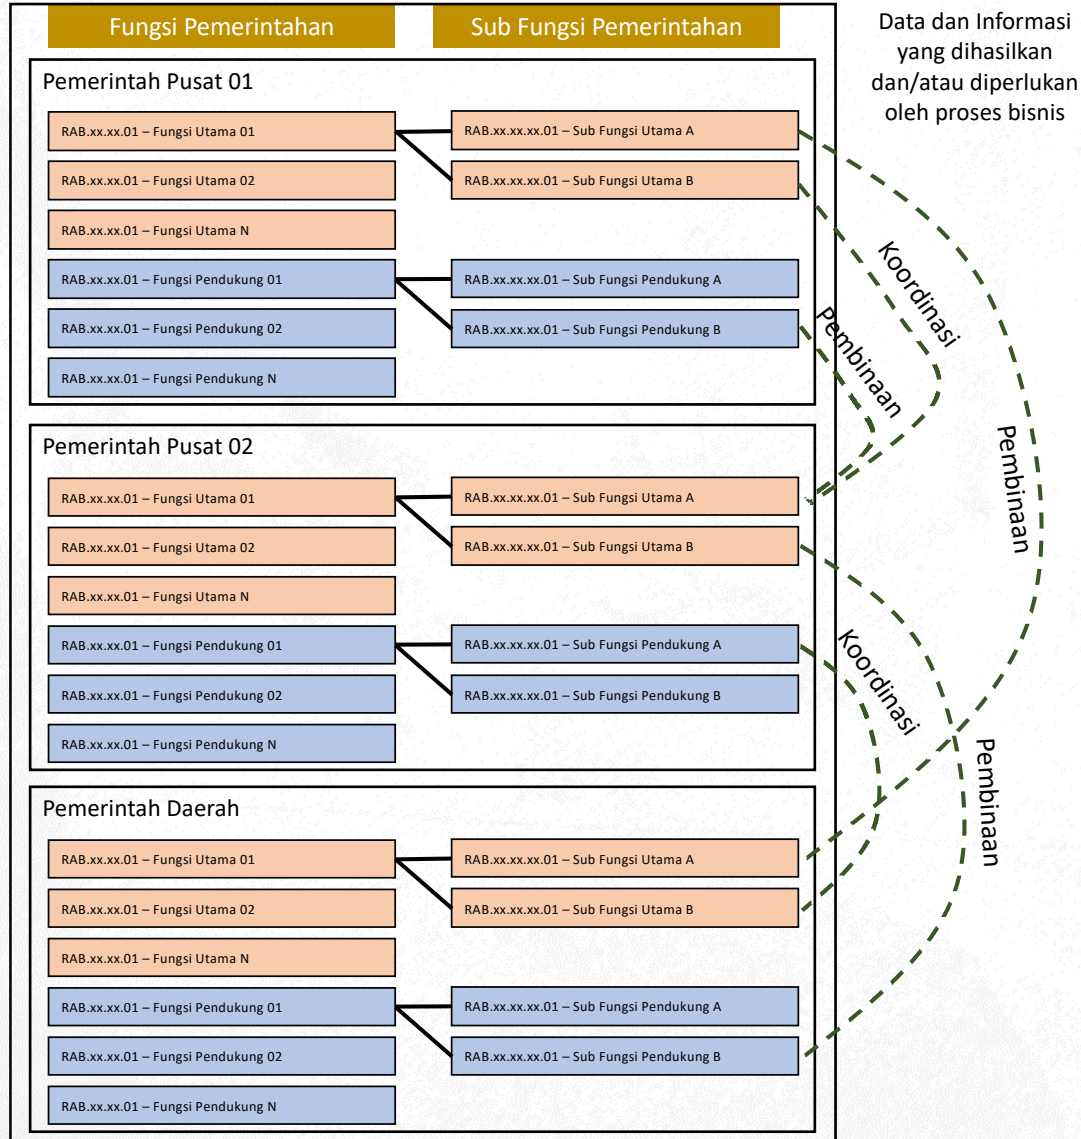 Fungsi Pemerintahan
Sub Fungsi Pemerintahan
Data dan Informasi
yang dihasilkan
dan/atau diperlukan
oleh proses bisnis
Pemerintah Pusat 01
RAB.xx.xx.01 – Fungsi Utama 01
RAB.xx.xx.xx.01 – Sub Fungsi Utama A
RAB.xx.xx.01 – Fungsi Utama 02
RAB.xx.xx.xx.01 – Sub Fungsi Utama B
RAB.xx.xx.01 – Fungsi Utama N
RAB.xx.xx.01 – Fungsi Pendukung 01
RAB.xx.xx.xx.01 – Sub Fungsi Pendukung A
RAB.xx.xx.01 – Fungsi Pendukung 02
RAB.xx.xx.xx.01 – Sub Fungsi Pendukung B
RAB.xx.xx.01 – Fungsi Pendukung N
Koordinasi
Pembinaan
Pembinaan
Pemerintah Pusat 02
RAB.xx.xx.01 – Fungsi Utama 01
RAB.xx.xx.xx.01 – Sub Fungsi Utama A
RAB.xx.xx.01 – Fungsi Utama 02
RAB.xx.xx.xx.01 – Sub Fungsi Utama B
RAB.xx.xx.01 – Fungsi Utama N
RAB.xx.xx.01 – Fungsi Pendukung 01
RAB.xx.xx.xx.01 – Sub Fungsi Pendukung A
RAB.xx.xx.01 – Fungsi Pendukung 02
RAB.xx.xx.xx.01 – Sub Fungsi Pendukung B
RAB.xx.xx.01 – Fungsi Pendukung N
Koordinasi
Pembinaan
Pemerintah Daerah
RAB.xx.xx.01 – Fungsi Utama 01
RAB.xx.xx.xx.01 – Sub Fungsi Utama A
RAB.xx.xx.01 – Fungsi Utama 02
RAB.xx.xx.xx.01 – Sub Fungsi Utama B
RAB.xx.xx.01 – Fungsi Utama N
RAB.xx.xx.01 – Fungsi Pendukung 01
RAB.xx.xx.xx.01 – Sub Fungsi Pendukung A
RAB.xx.xx.01 – Fungsi Pendukung 02
RAB.xx.xx.xx.01 – Sub Fungsi Pendukung B
RAB.xx.xx.01 – Fungsi Pendukung N